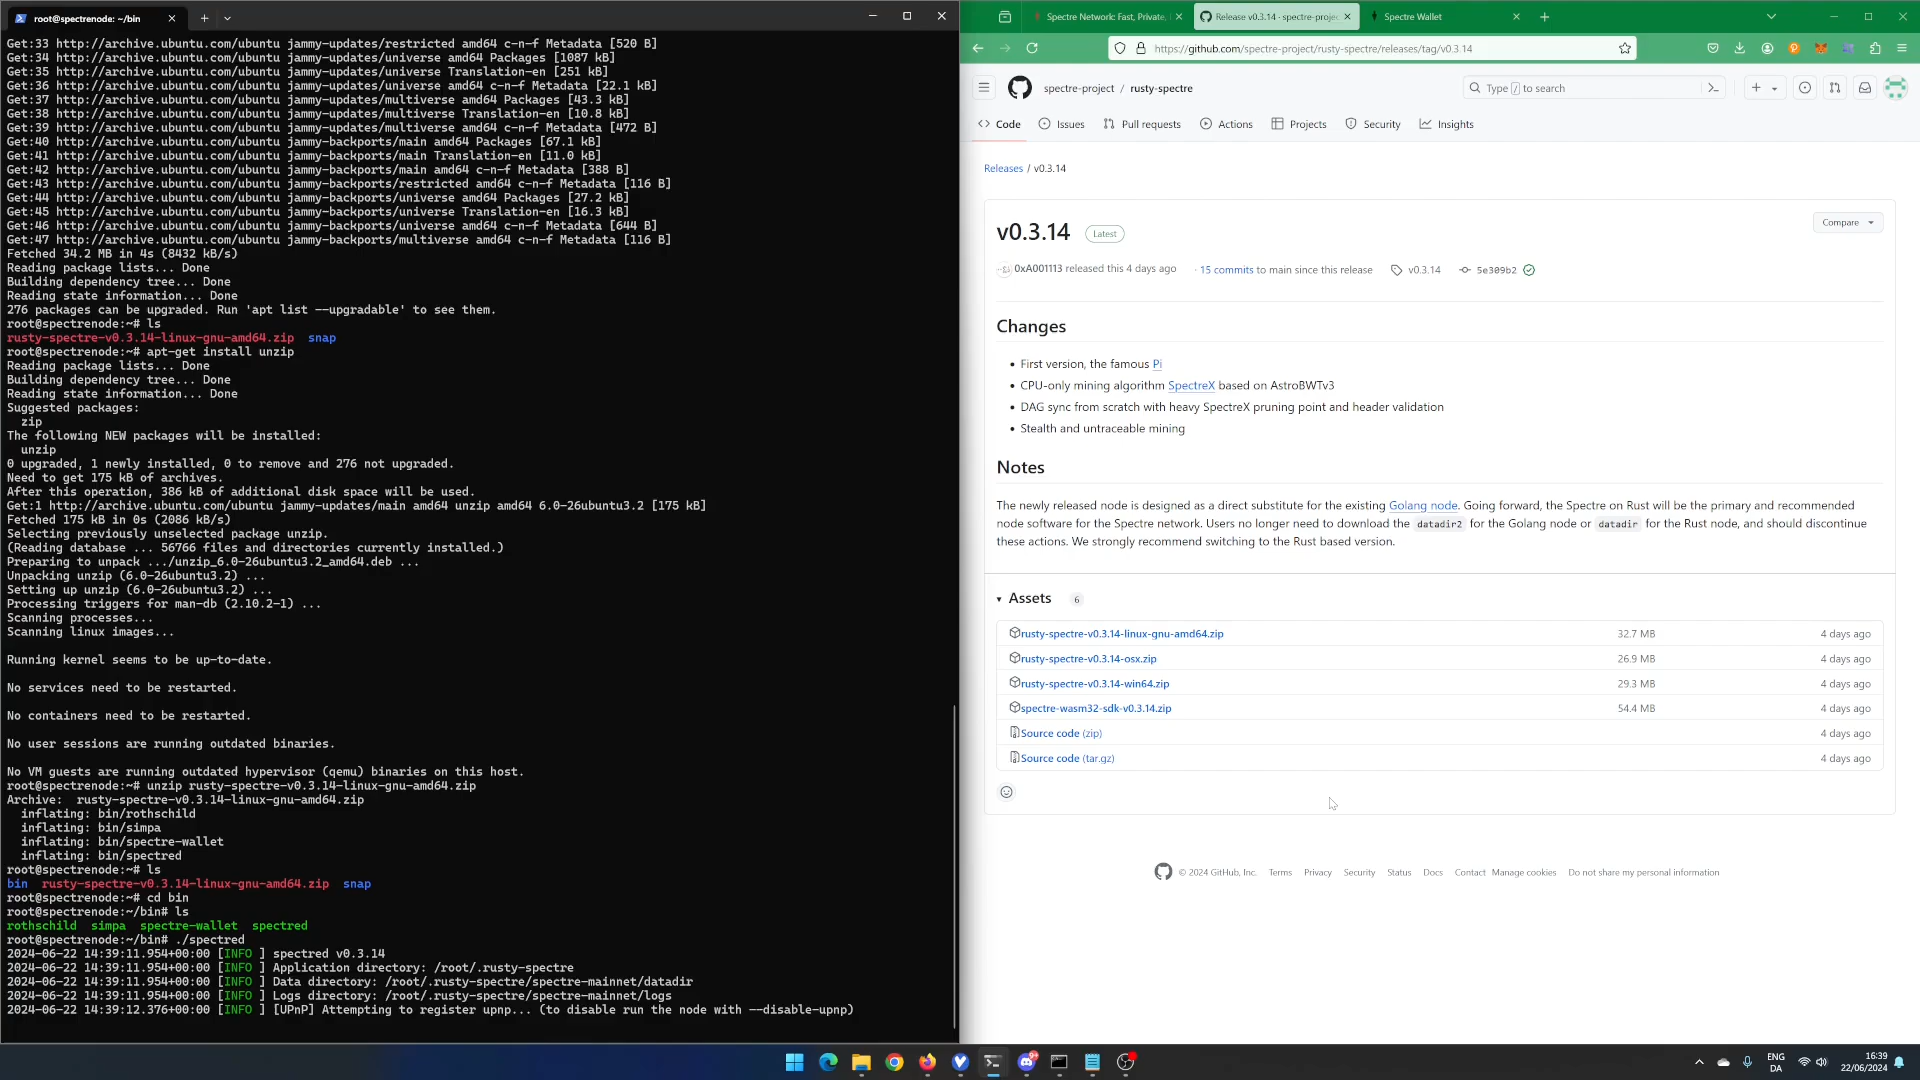 root@spectrenode: ~/bin
Get:33 http://archive.ubuntu.com/ubuntu jammy-updates/restricted amd64 c-n-f Metadata [520 B]
Get:34 http://archive.ubuntu.com/ubuntu jammy-updates/universe amd64 Packages [1087 kB]
Get:35 http://archive.ubuntu.com/ubuntu jammy-updates/universe Translation-en [251 kB]
Get:36 http://archive.ubuntu.com/ubuntu jammy-updates/universe amd64 c-n-f Metadata [22.1 kB]
Get:37 http://archive.ubuntu.com/ubuntu jammy-updates/multiverse amd64 Packages [43.3 kB]
Get:38 http://archive.ubuntu.com/ubuntu jammy-updates/multiverse Translation-en [10.8 kB]
Get:39 http://archive.ubuntu.com/ubuntu jammy-updates/multiverse amd64 c-n-f Metadata [472 B]
Get:40 http://archive.ubuntu.com/ubuntu jammy-backports/main amd64 Packages [67.1 kB]
Get:41 http://archive.ubuntu.com/ubuntu jammy-backports/main Translation-en [11.0 kB]
Get:42 http://archive.ubuntu.com/ubuntu jammy-backports/main amd64 c-n-f Metadata [388 B]
Get:43 http://archive.ubuntu.com/ubuntu jammy-backports/restricted amd64 c-n-f Metadata [116 B]
Get:44 http://archive.ubuntu.com/ubuntu jammy-backports/universe amd64 Packages [27.2 kB]
Get:45 http://archive.ubuntu.com/ubuntu jammy-backports/universe Translation-en [16.3 kB]
Get:46 http://archive.ubuntu.com/ubuntu jammy-backports/universe amd64 c-n-f Metadata [644 B]
Get:47 http://archive.ubuntu.com/ubuntu jammy-backports/multiverse amd64 c-n-f Metadata [116 B]
Fetched 34.2 MB in 4s (8432 kB/s)
Reading package lists... Done
Building dependency tree... Done
Reading state information... Done
276 packages can be upgraded. Run 'apt list --upgradable' to see them.
root@spectrenode:~# ls
rusty-spectre-v0.3.14-linux-gnu-amd64.zip snap
root@spectrenode:~# apt-get install unzip
Reading package lists... Done
Building dependency tree... Done
Reading state information... Done
Suggested packages:
zip
The following NEW packages will be installed:
unzip
0 upgraded, 1 newly installed, 0 to remove and 276 not upgraded.
Need to get 175 kB of archives.
After this operation, 386 kB of additional disk space will be used.
Get:1 http://archive.ubuntu.com/ubuntu jammy-updates/main amd64 unzip amd64 6.0-26ubuntu3.2 [175 kB]
Fetched 175 kB in 0s (2086 kB/s)
Selecting previously unselected package unzip.
(Reading database ... 56766 files and directories currently installed.)
Preparing to unpack .../unzip_6.0-26ubuntu3.2_amd64.deb ...
Unpacking unzip (6.0-26ubuntu3.2) ...
Setting up unzip (6.0-26ubuntu3.2) ...
Processing triggers for man-db (2.10.2-1) ...
Scanning processes...
Scanning linux images...
Running kernel seems to be up-to-date.
No services need to be restarted.
No containers need to be restarted.
No user sessions are running outdated binaries.
No VM guests are running outdated hypervisor (qemu) binaries on this host.
root@spectrenode:~# unzip rusty-spectre-v0.3.14-linux-gnu-amd64.zip
Archive: rusty-spectre-v0.3.14-linux-gnu-amd64.zip
inflating: bin/rothschild
inflating: bin/simpa
inflating: bin/spectre-wallet
inflating: bin/spectred
root@spectrenode:~# ls
bin rusty-spectre-v0.3.14-linux-gnu-amd64.zip snap
root@spectrenode:~# cd bin
root@spectrenode:~/bin# ls
rothschild simpa spectre-wallet spectred
root@spectrenode:~/bin# ./spectred
2024-06-22 14:39:11.954+00:00 [INFO ] spectred v0.3.14
2024-06-22 14:39:11.954+00:00 [INFO ] Application directory: /root/.rusty-spectre
2024-06-22 14:39:11.954+00:00 [INFO ] Data directory: /root/.rusty-spectre/spectre-mainnet/datadir
2024-06-22 14:39:11.954+00:00 [INFO ] Logs directory: /root/.rusty-spectre/spectre-mainnet/logs
2024-06-22 14:39:12.376+00:00 [INFO ] [UPnP] Attempting to register upnp... (to disable run the node with --disable-upnp)
Spectre Network: Fast, Private, Release v0.3.14 · spectre-projec Spectre Wallet
https://github.com/spectre-project/rusty-spectre/releases/tag/v0.3.14
spectre-project / rusty-spectre
Type / to search
Code Issues Pull requests Actions Projects Security Insights
Releases / v0.3.14
v0.3.14 Latest
Compare
0xA001113 released this 4 days ago · 15 commits to main since this release v0.3.14 5e309b2
Changes
• First version, the famous Pi
• CPU-only mining algorithm SpectreX based on AstroBWTv3
• DAG sync from scratch with heavy SpectreX pruning point and header validation
• Stealth and untraceable mining
Notes
The newly released node is designed as a direct substitute for the existing Golang node. Going forward, the Spectre on Rust will be the primary and recommended
node software for the Spectre network. Users no longer need to download the datadir2 for the Golang node or datadir for the Rust node, and should discontinue
these actions. We strongly recommend switching to the Rust based version.
Assets 6
rusty-spectre-v0.3.14-linux-gnu-amd64.zip 32.7 MB 4 days ago
rusty-spectre-v0.3.14-osx.zip 26.9 MB 4 days ago
rusty-spectre-v0.3.14-win64.zip 29.3 MB 4 days ago
spectre-wasm32-sdk-v0.3.14.zip 54.4 MB 4 days ago
Source code (zip) 4 days ago
Source code (tar.gz) 4 days ago
© 2024 GitHub, Inc. Terms Privacy Security Status Docs Contact Manage cookies Do not share my personal information
ENG
DA
16:39
22/06/2024